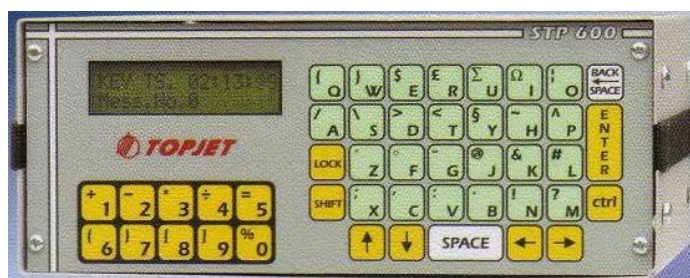 STP 600
KEY TS. 02:13:
Mess.No.0
TOPJET
{ Q } W $ E £ R Σ U Ω I ¦ O BACK SPACE
/ A \ S > D < T § Y ~ H ^ P ENTER
LOCK Z F G @ J & K # L
SHIFT ; X , C : V . B ! N ? M ctrl
SPACE
+ 1 - 2 * 3 ÷ 4 = 5
6 7 8 9 % 0